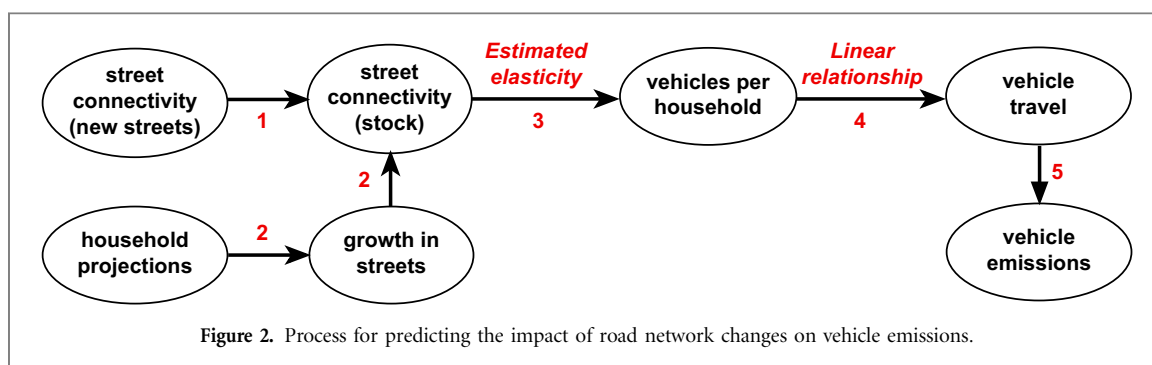 street
connectivity
(new streets)
1
street
connectivity
(stock)
Estimated
elasticity
3
vehicles per
household
Linear
relationship
4
vehicle
travel
2
5
household
projections
2
growth in
streets
vehicle
emissions
Figure 2. Process for predicting the impact of road network changes on vehicle emissions.